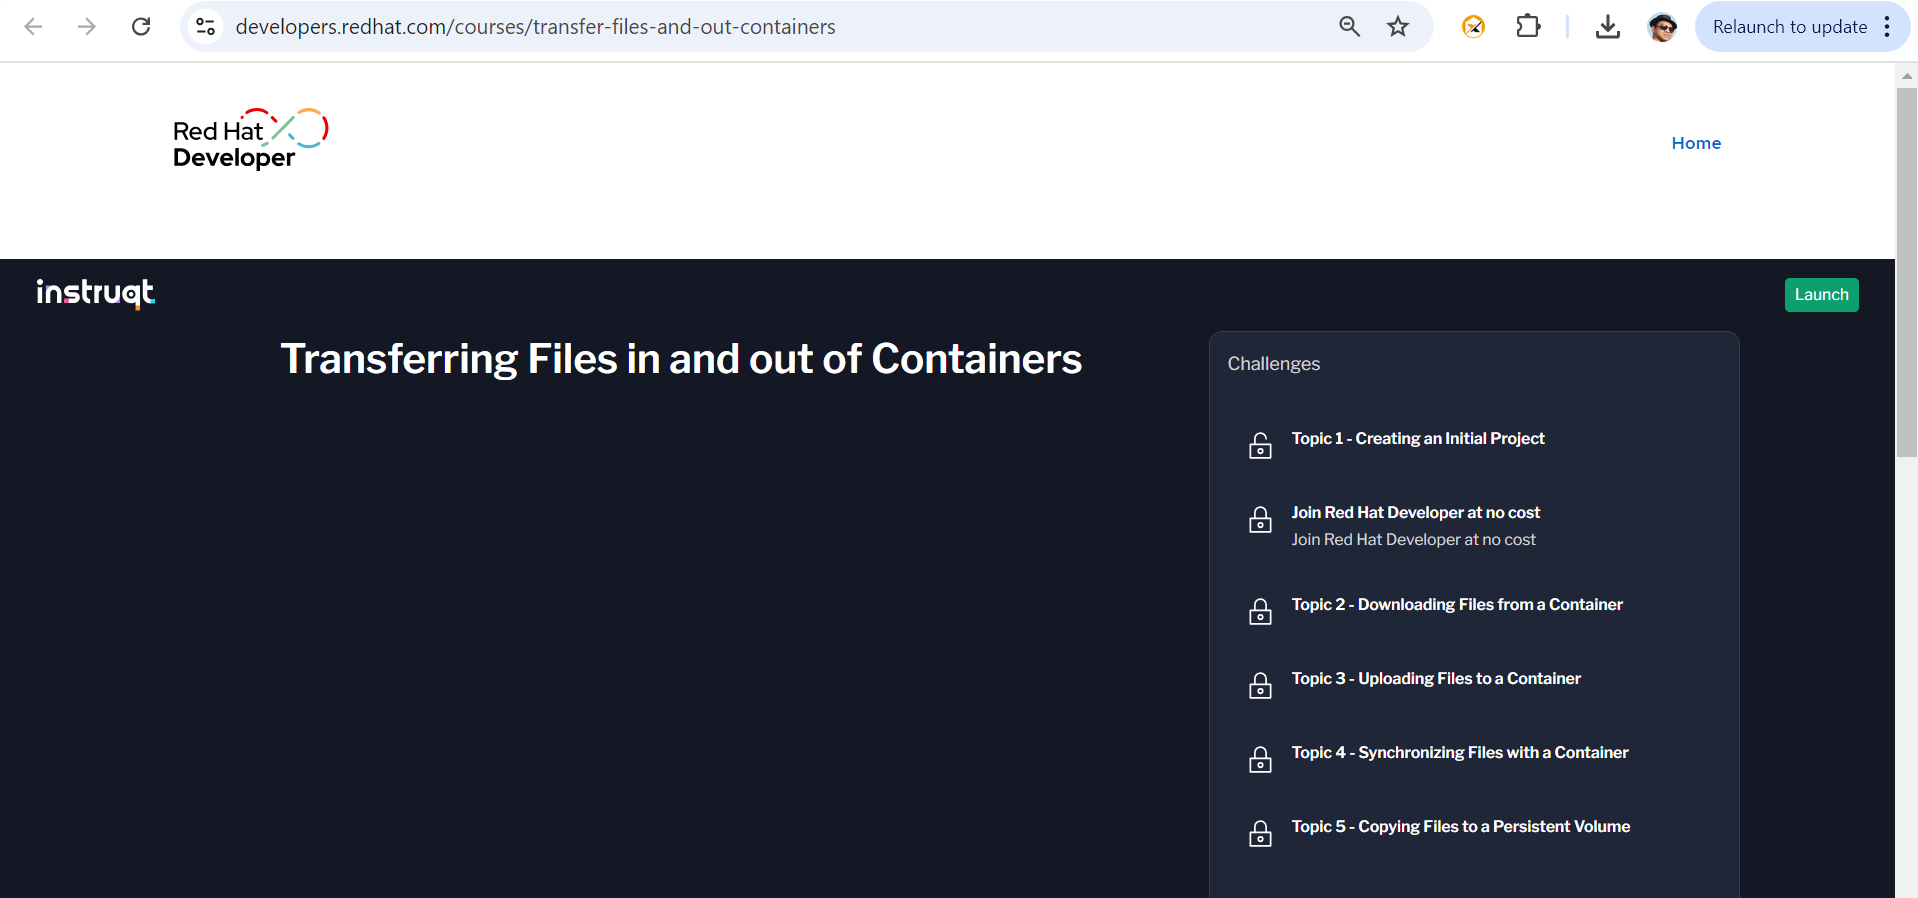 developers.redhat.com/courses/transfer-files-and-out-containers
Relaunch to update
Red Hat
Developer
Home
instruqt
Launch
Transferring Files in and out of Containers
Challenges
Topic 1 - Creating an Initial Project
Join Red Hat Developer at no cost
Join Red Hat Developer at no cost
Topic 2 - Downloading Files from a Container
Topic 3 - Uploading Files to a Container
Topic 4 - Synchronizing Files with a Container
Topic 5 - Copying Files to a Persistent Volume